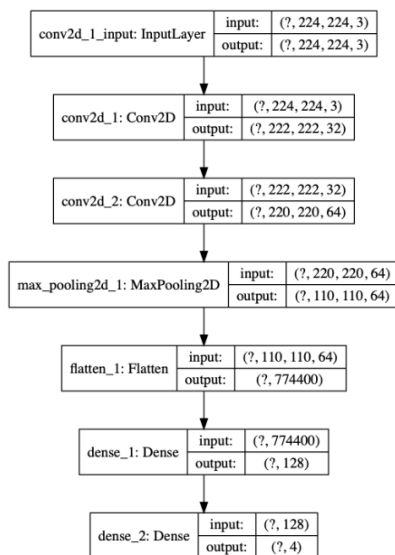 conv2d_1_input: InputLayer
input: (?, 224, 224, 3)
output: (?, 224, 224, 3)
conv2d_1: Conv2D
input: (?, 224, 224, 3)
output: (?, 222, 222, 32)
conv2d_2: Conv2D
input: (?, 222, 222, 32)
output: (?, 220, 220, 64)
max_pooling2d_1: MaxPooling2D
input: (?, 220, 220, 64)
output: (?, 110, 110, 64)
flatten_1: Flatten
input: (?, 110, 110, 64)
output: (?, 774400)
dense_1: Dense
input: (?, 774400)
output: (?, 128)
dense_2: Dense
input: (?, 128)
output: (?, 4)